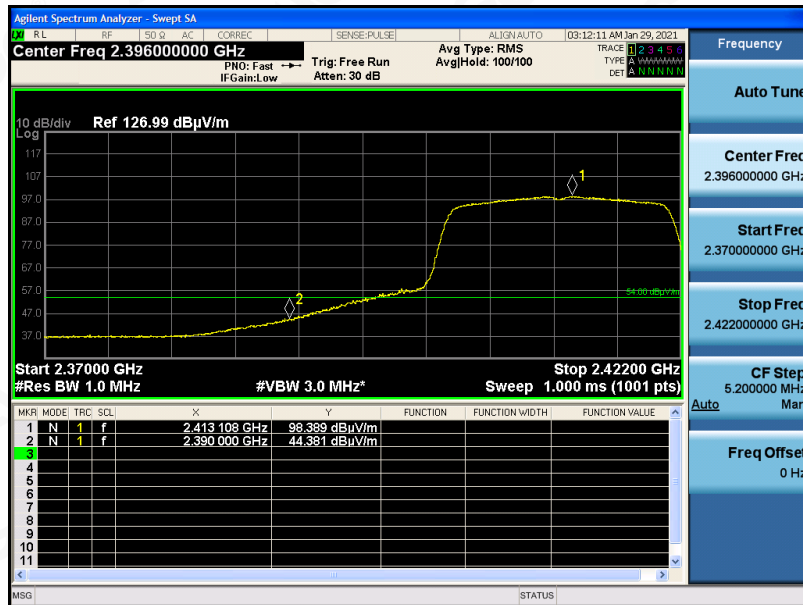 Agilent Spectrum Analyzer - Swept SA
LXI RL RF 50 Ω AC CORREC SENSE:PULSE ALIGN AUTO 03:12:11 AM Jan 29, 2021
Center Freq 2.396000000 GHz
PNO: Fast
IFGain:Low
Trig: Free Run
Atten: 30 dB
Avg Type: RMS
Avg|Hold: 100/100
TRACE 1 2 3 4 5 6
TYPE A WWWWW
DET A N N N N N
10 dB/div Ref 126.99 dBµV/m
Log
117
107
97.0
87.0
77.0
67.0
57.0
47.0
37.0
1
2
54.00 dBµV/m
Start 2.37000 GHz Stop 2.42200 GHz
#Res BW 1.0 MHz #VBW 3.0 MHz* Sweep 1.000 ms (1001 pts)
MKR MODE TRC SCL X Y FUNCTION FUNCTION WIDTH FUNCTION VALUE
1 N 1 f 2.413 108 GHz 98.389 dBµV/m
2 N 1 f 2.390 000 GHz 44.381 dBµV/m
3
4
5
6
7
8
9
10
11
MSG STATUS
Frequency
Auto Tune
Center Freq
2.396000000 GHz
Start Freq
2.370000000 GHz
Stop Freq
2.422000000 GHz
CF Step
5.200000 MHz
Auto Man
Freq Offset
0 Hz